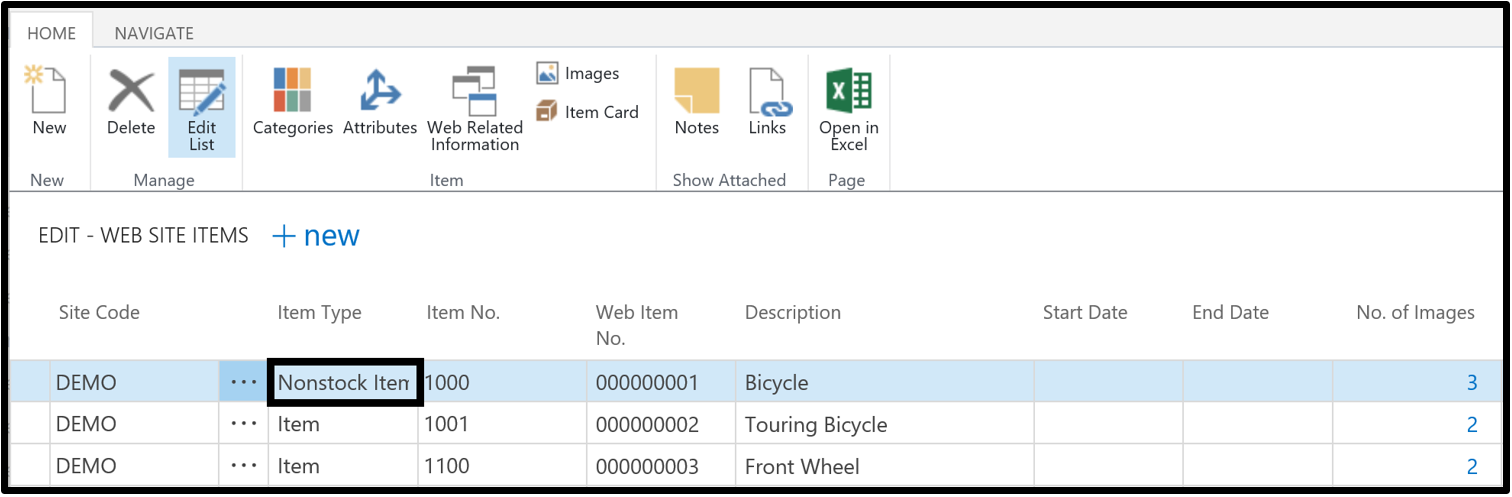 HOME NAVIGATE
New
Delete
Edit
List
Categories
Attributes
Web Related
Information
Images
Item Card
Notes
Links
Open in
Excel
New Manage Item Show Attached Page
EDIT - WEB SITE ITEMS + new
Site Code Item Type Item No. Web Item
No. Description Start Date End Date No. of Images
DEMO ··· Nonstock Item 1000 000000001 Bicycle 3
DEMO ··· Item 1001 000000002 Touring Bicycle 2
DEMO ··· Item 1100 000000003 Front Wheel 2